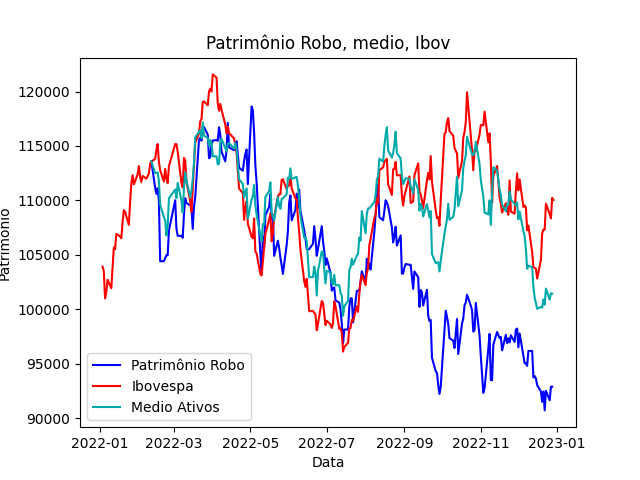 Patrimônio Robo, medio, Ibov
120000
115000
110000
105000
100000
95000
90000
Patrimonio
Patrimônio Robo
Ibovespa
Medio Ativos
2022-01 2022-03 2022-05 2022-07 2022-09 2022-11 2023-01
Data